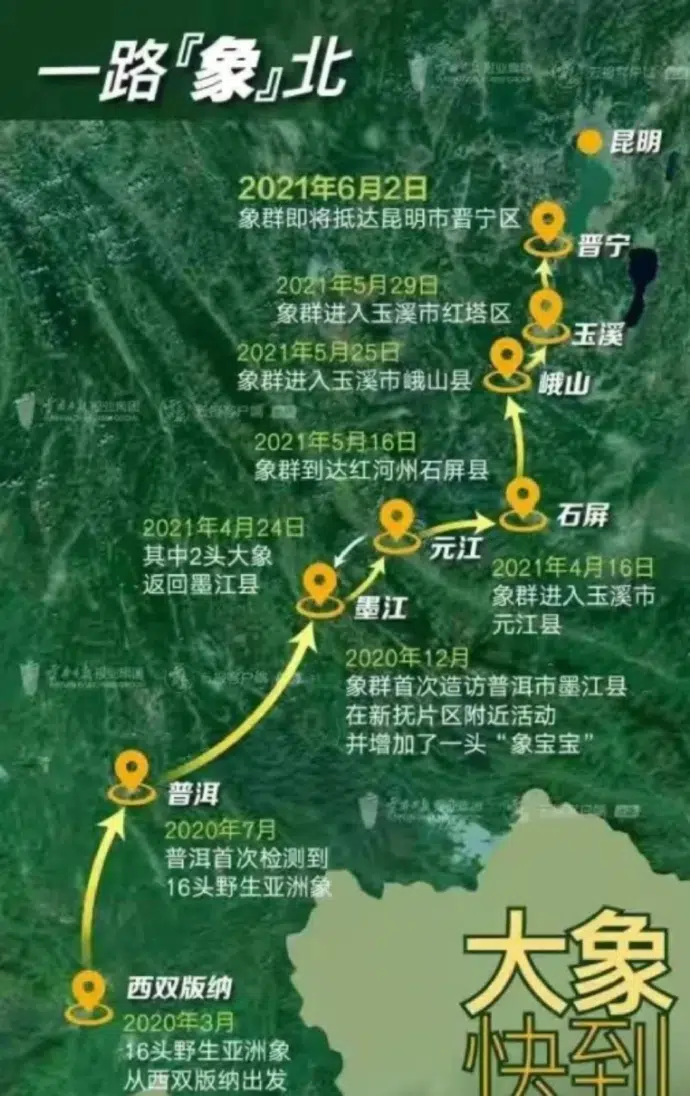 一路『象』北
昆明
2021年6月2日
象群即将抵达昆明市晋宁区
晋宁
2021年5月29日
象群进入玉溪市红塔区
玉溪
2021年5月25日
象群进入玉溪市峨山县
峨山
2021年5月16日
象群到达红河州石屏县
石屏
元江
2021年4月24日
其中2头大象
返回墨江县
2021年4月16日
象群进入玉溪市
元江县
墨江
2020年12月
象群首次造访普洱市墨江县
在新抚片区附近活动
并增加了一头“象宝宝”
普洱
2020年7月
普洱首次检测到
16头野生亚洲象
西双版纳
2020年3月
16头野生亚洲象
从西双版纳出发
大象
快到